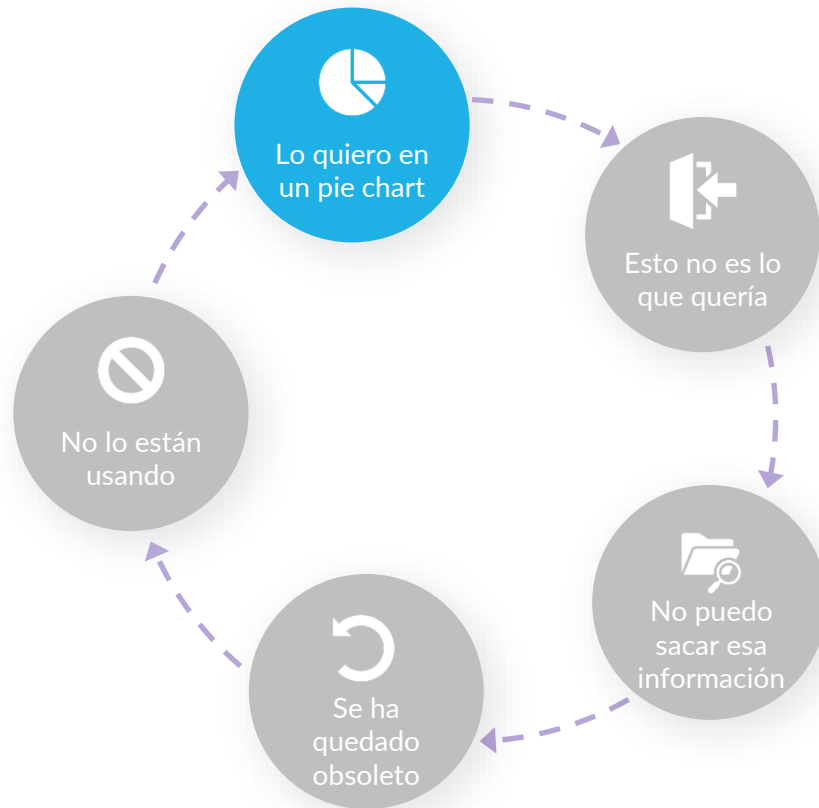 Lo quiero en
un pie chart
Esto no es lo
que quería
No puedo
sacar esa
información
Se ha
quedado
obsoleto
No lo están
usando